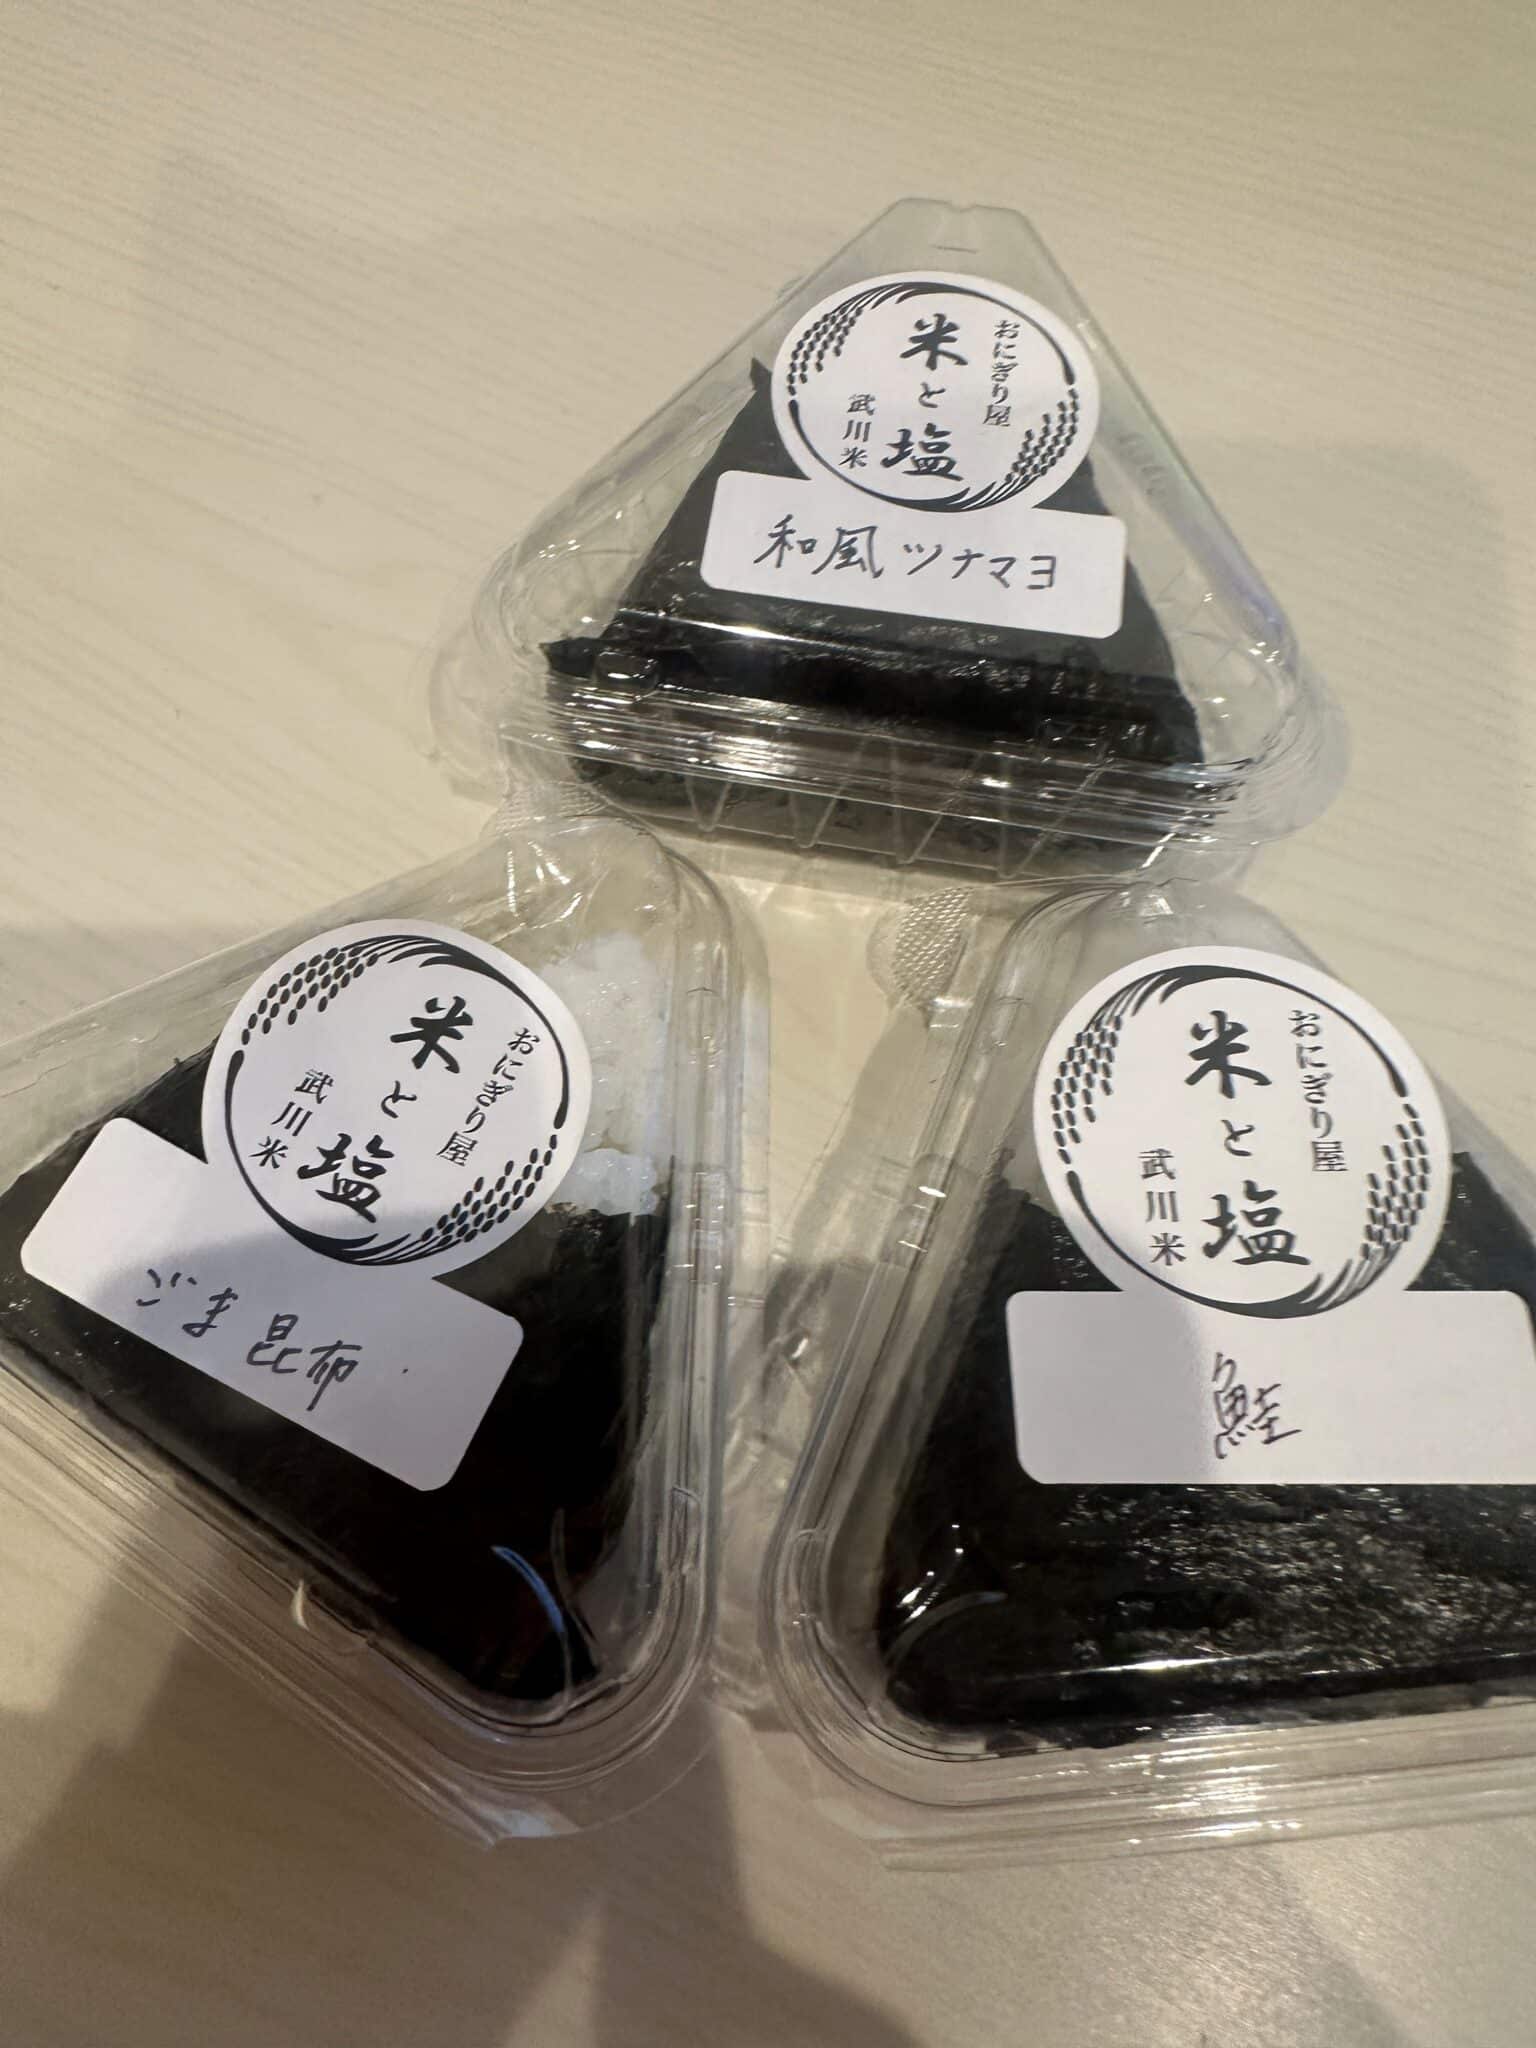 おにぎり屋
米と塩
武川米
和風ツナマヨ
おにぎり屋
米と塩
武川米
ごま昆布
おにぎり屋
米と塩
武川米
鮭